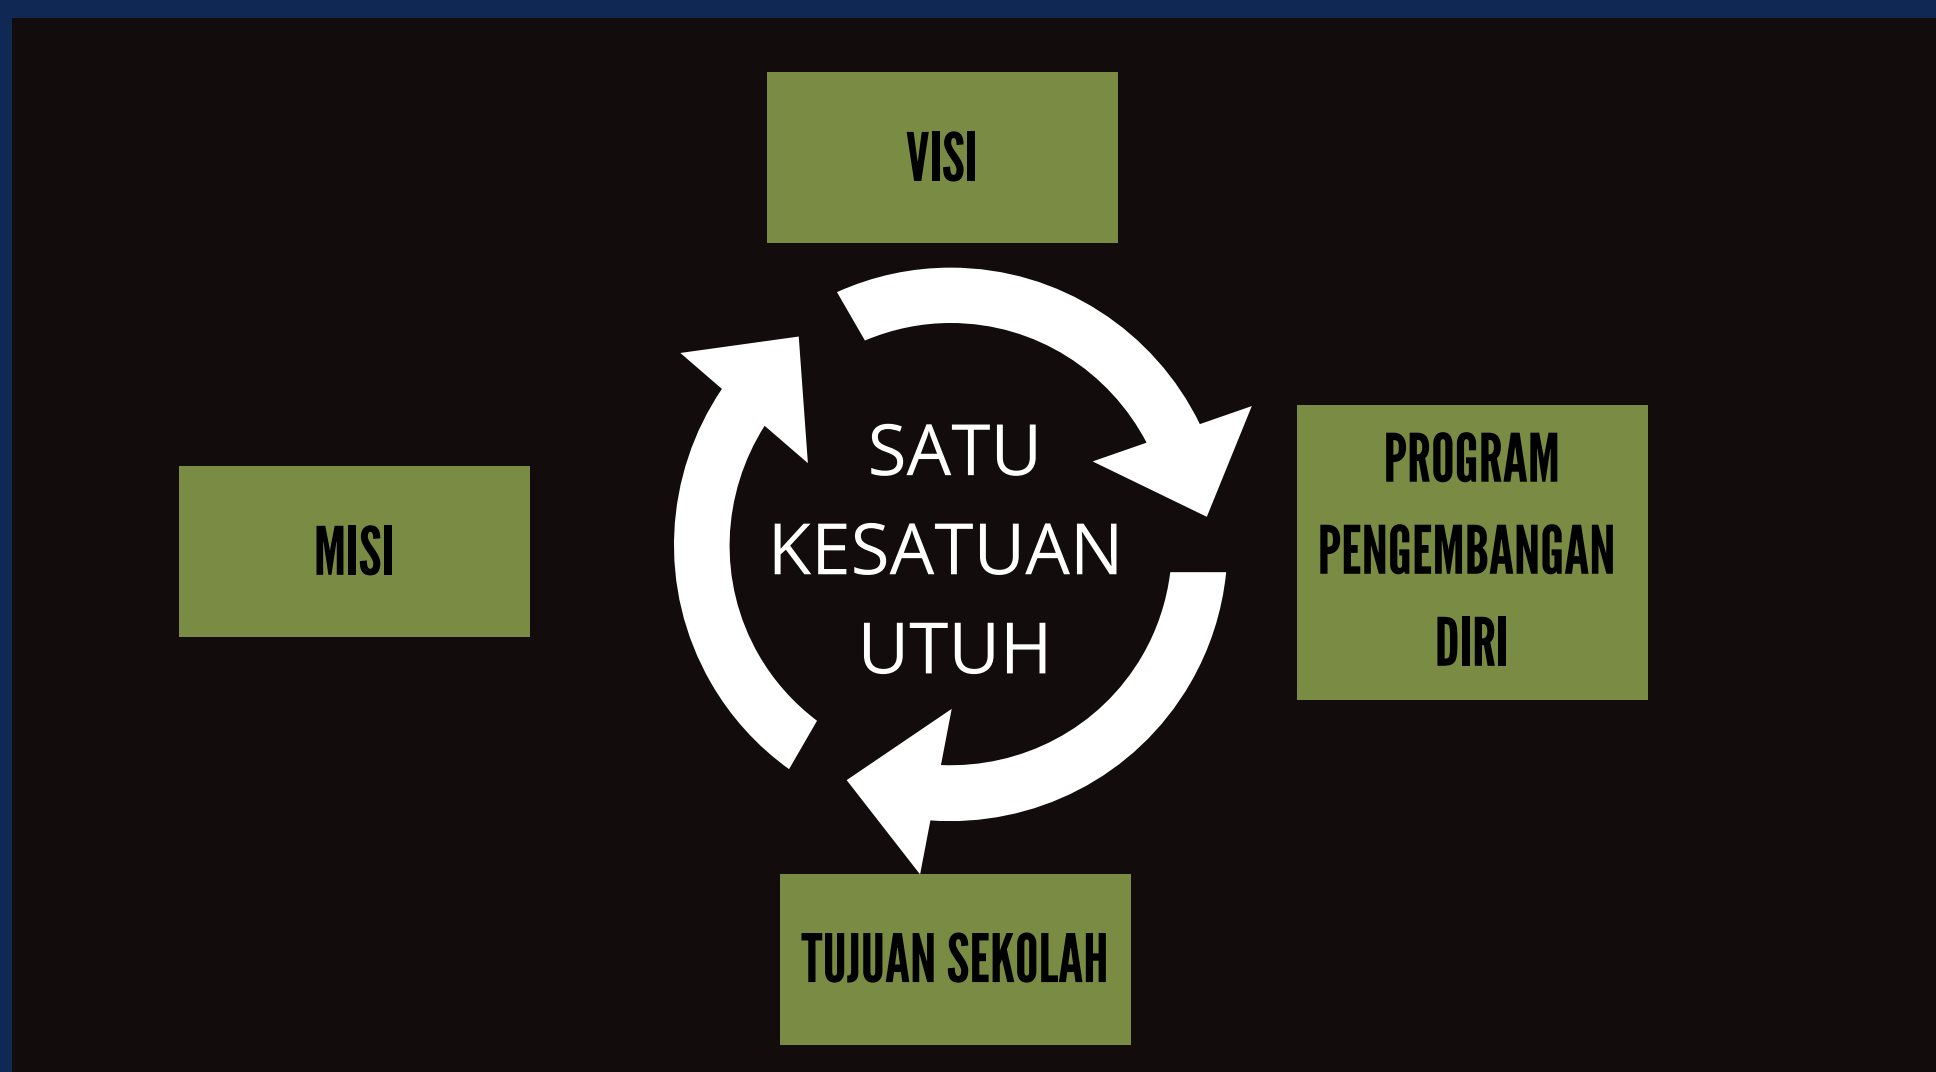 VISI
SATU
KESATUAN
UTUH
MISI
PROGRAM
PENGEMBANGAN
DIRI
TUJUAN SEKOLAH